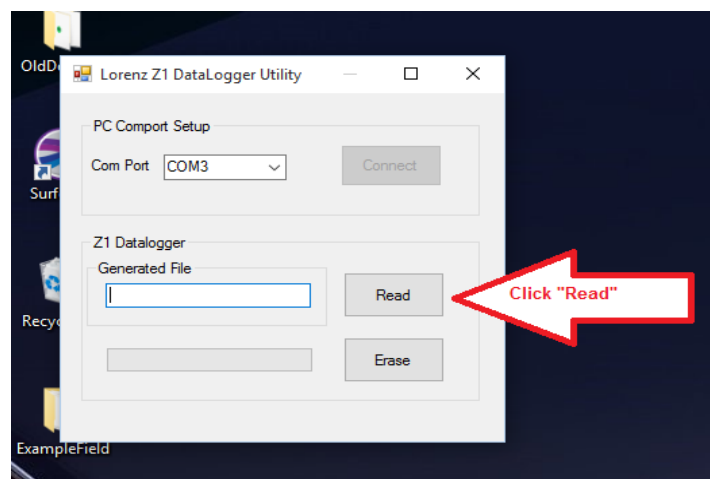 OldD
Lorenz Z1 DataLogger Utility
PC Comport Setup
Com Port COM3 Connect
Surf
Z1 Datalogger
Generated File
Read
Click "Read"
Recyc
Erase
ExampleField